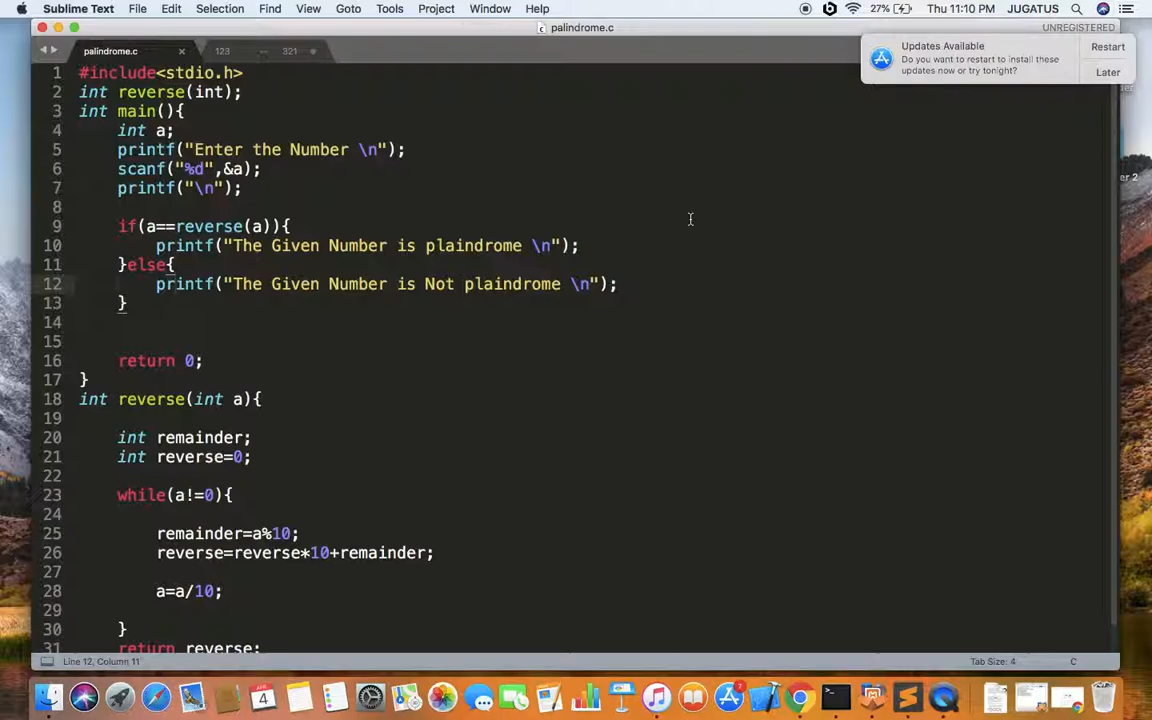 Sublime Text File Edit Selection Find View Goto Tools Project Window Help 27% Thu 11:10 PM JUGATUS
palindrome.c UNREGISTERED
palindrome.c × 123 321
Updates Available
Do you want to restart to install these
updates now or try tonight?
Restart
Later
1 #include<stdio.h>
2 int reverse(int);
3 int main(){
4 int a;
5 printf("Enter the Number \n");
6 scanf("%d",&a);
7 printf("\n");
8
9 if(a==reverse(a)){
10 printf("The Given Number is plaindrome \n");
11 }else{
12 printf("The Given Number is Not plaindrome \n");
13 }
14
15
16 return 0;
17 }
18 int reverse(int a){
19
20 int remainder;
21 int reverse=0;
22
23 while(a!=0){
24
25 remainder=a%10;
26 reverse=reverse*10+remainder;
27
28 a=a/10;
29
30 }
31 return reverse;
Line 12, Column 11 Tab Size: 4 C